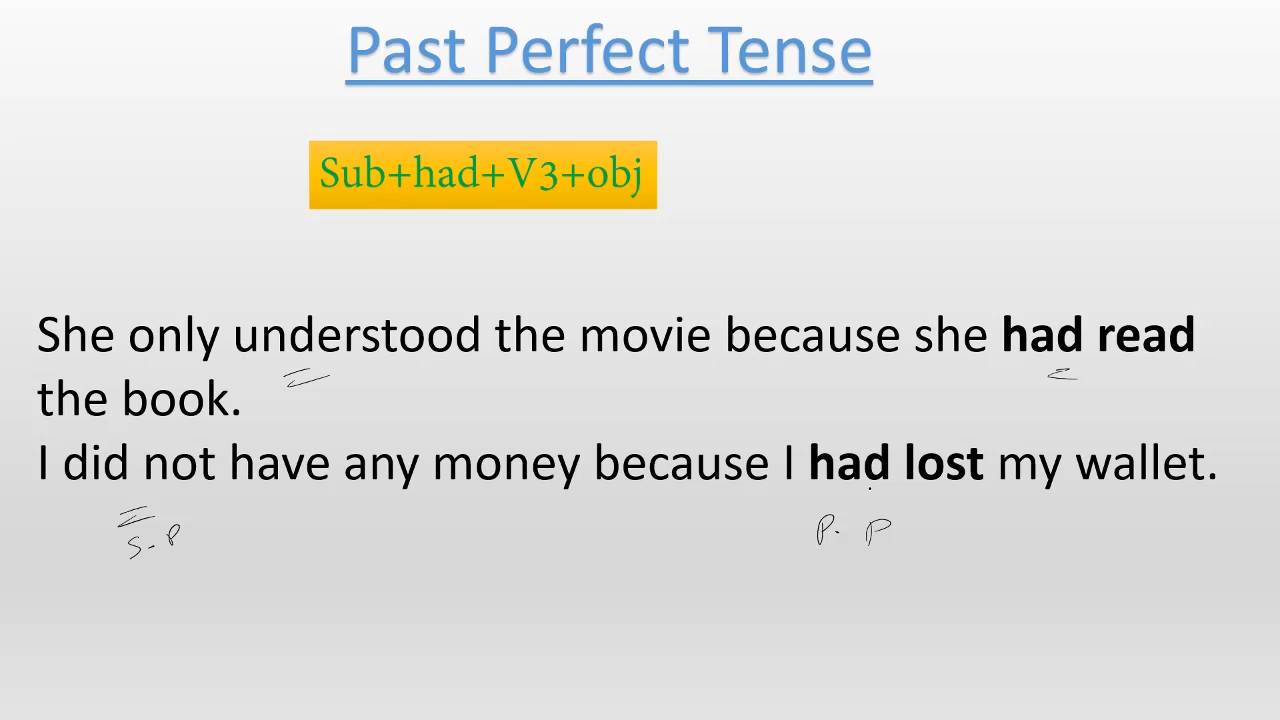 Past Perfect Tense
Sub+had+V3+obj
She only understood the movie because she had read
the book.
I did not have any money because I had lost my wallet.
S. P P. P